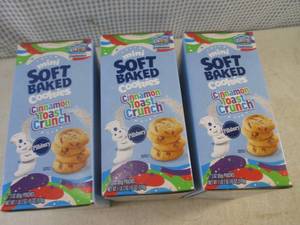 mini
SOFT
BAKED
Cookies
Cinnamon
Toast
Crunch
Pillsbury
mini
SOFT
BAKED
Cookies
Cinnamon
Toast
Crunch
Pillsbury
mini
SOFT
BAKED
Cookies
Cinnamon
Toast
Crunch
Pillsbury